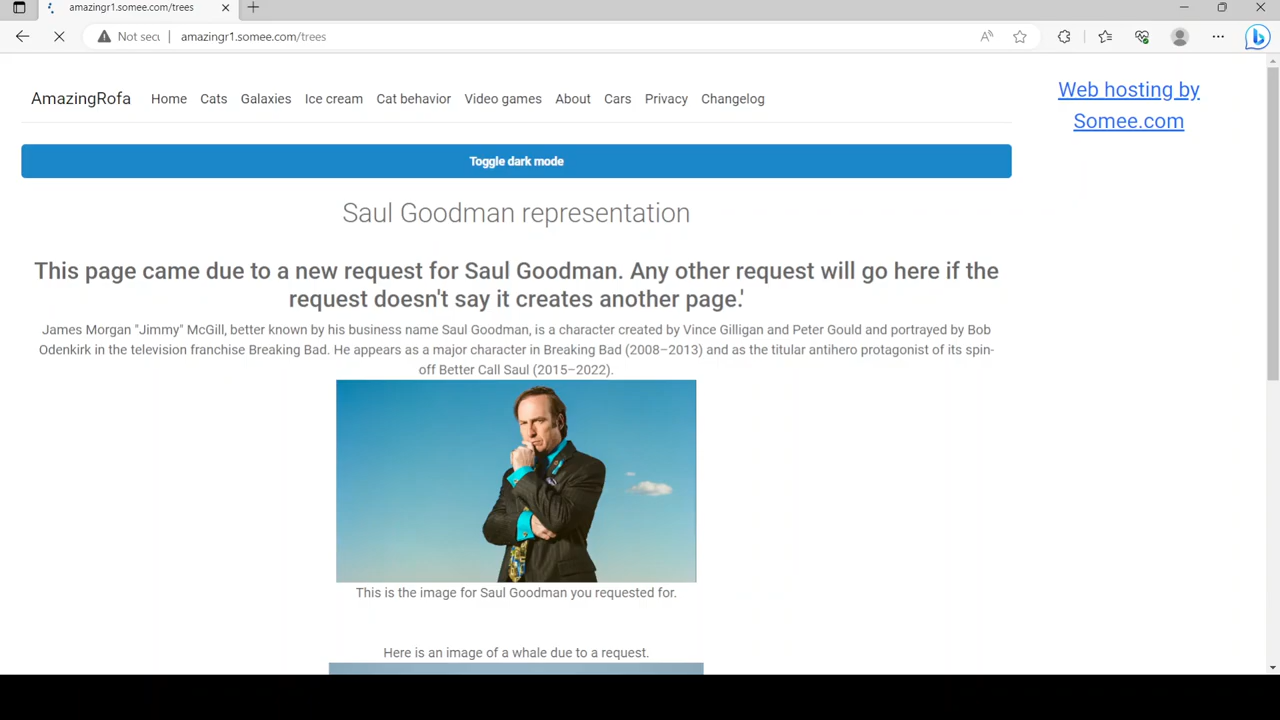 amazingr1.somee.com/trees
amazingr1.somee.com/trees
Web hosting by
Somee.com
AmazingRofa Home Cats Galaxies Ice cream Cat behavior Video games About Cars Privacy Changelog
Toggle dark mode
Saul Goodman representation
This page came due to a new request for Saul Goodman. Any other request will go here if the
request doesn't say it creates another page.'
James Morgan "Jimmy" McGill, better known by his business name Saul Goodman, is a character created by Vince Gilligan and Peter Gould and portrayed by Bob
Odenkirk in the television franchise Breaking Bad. He appears as a major character in Breaking Bad (2008–2013) and as the titular antihero protagonist of its spin-
off Better Call Saul (2015–2022).
This is the image for Saul Goodman you requested for.
Here is an image of a whale due to a request.